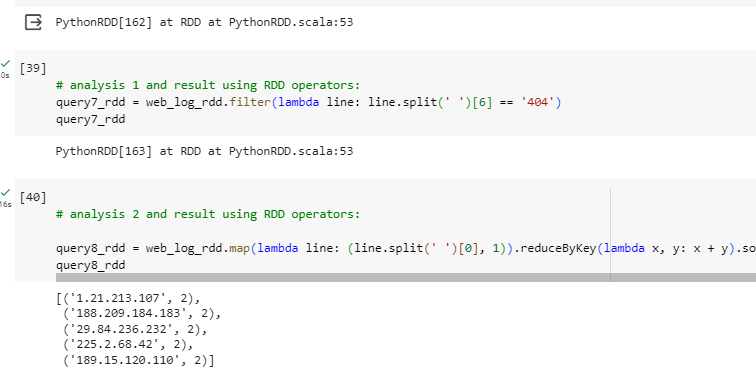 PythonRDD[162] at RDD at PythonRDD.scala:53
[39]
0s
# analysis 1 and result using RDD operators:
query7_rdd = web_log_rdd.filter(lambda line: line.split(' ')[6] == '404')
query7_rdd
PythonRDD[163] at RDD at PythonRDD.scala:53
[40]
16s
# analysis 2 and result using RDD operators:
query8_rdd = web_log_rdd.map(lambda line: (line.split(' ')[0], 1)).reduceByKey(lambda x, y: x + y).so
query8_rdd
[('1.21.213.107', 2),
('188.209.184.183', 2),
('29.84.236.232', 2),
('225.2.68.42', 2),
('189.15.120.110', 2)]